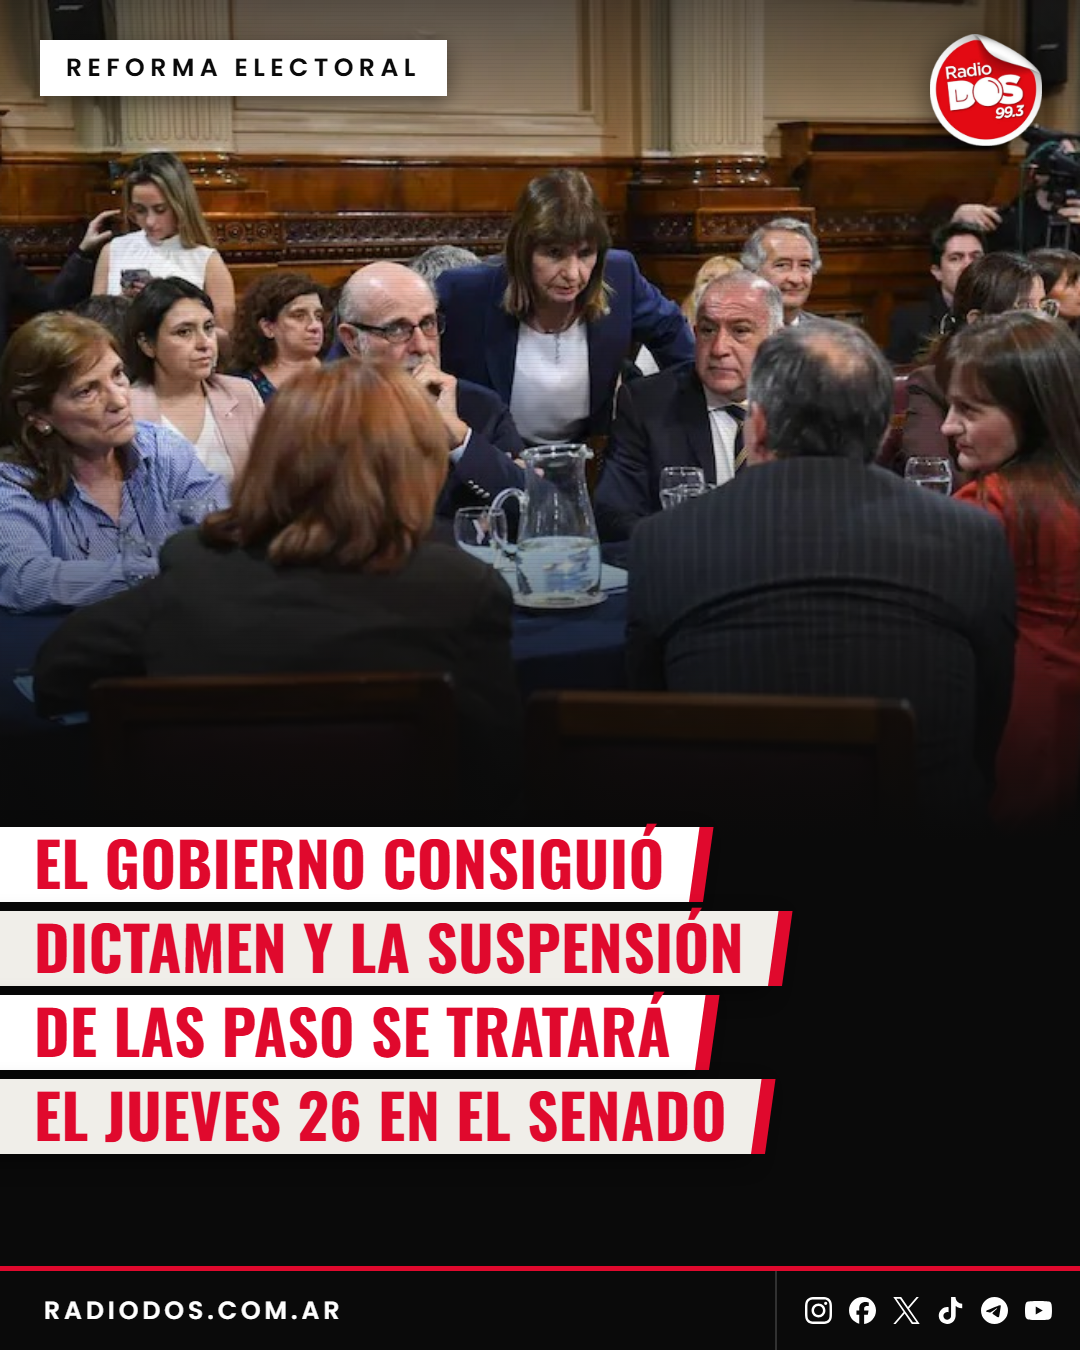 REFORMA ELECTORAL
Radio
DOS
99.3
EL GOBIERNO CONSIGUIÓ
DICTAMEN Y LA SUSPENSIÓN
DE LAS PASO SE TRATARÁ
EL JUEVES 26 EN EL SENADO
RADIODOS.COM.AR